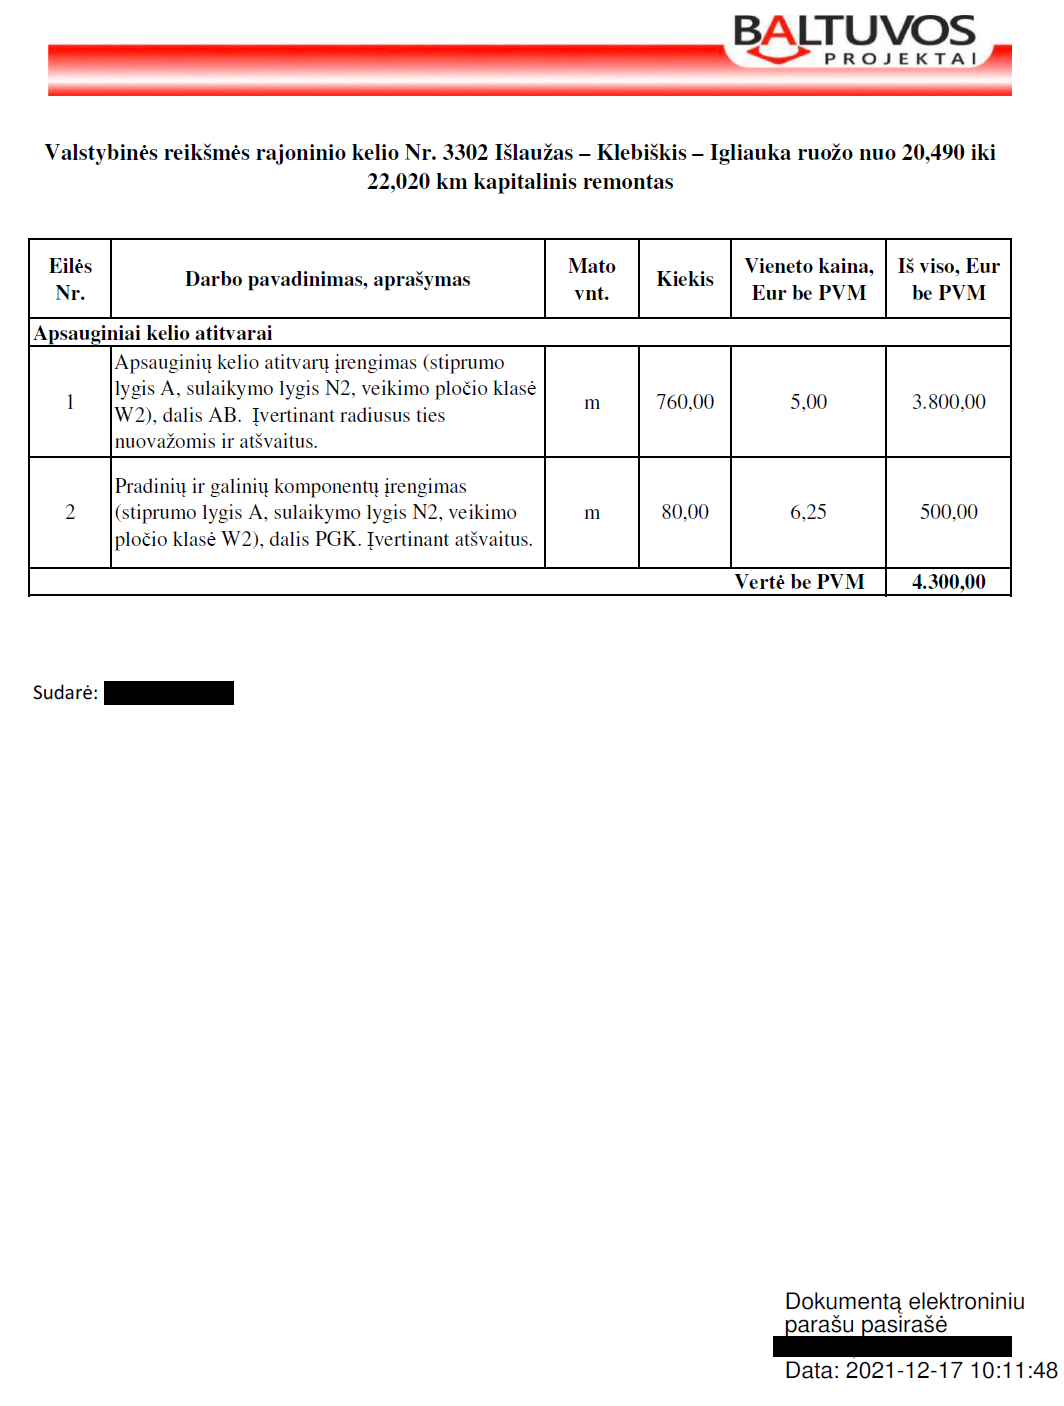 BALTUVOS
PROJEKTAI
Valstybinės reikšmės rajoninio kelio Nr. 3302 Išlaužas – Klebiškis – Igliauka ruožo nuo 20,490 iki
22,020 km kapitalinis remontas
Eilės
Nr.
Darbo pavadinimas, aprašymas
Mato
vnt.
Kiekis
Vieneto kaina,
Eur be PVM
Iš viso, Eur
be PVM
Apsauginiai kelio atitvarai
1
Apsauginių kelio atitvarų įrengimas (stiprumo
lygis A, sulaikymo lygis N2, veikimo pločio klasė
W2), dalis AB. Įvertinant radiusus ties
nuovažomis ir atšvaitus.
m
760,00
5,00
3.800,00
2
Pradinių ir galinių komponentų įrengimas
(stiprumo lygis A, sulaikymo lygis N2, veikimo
pločio klasė W2), dalis PGK. Įvertinant atšvaitus.
m
80,00
6,25
500,00
Vertė be PVM
4.300,00
Sudarė:
Dokumentą elektroniniu
parašu pasirašė
Data: 2021-12-17 10:11:48